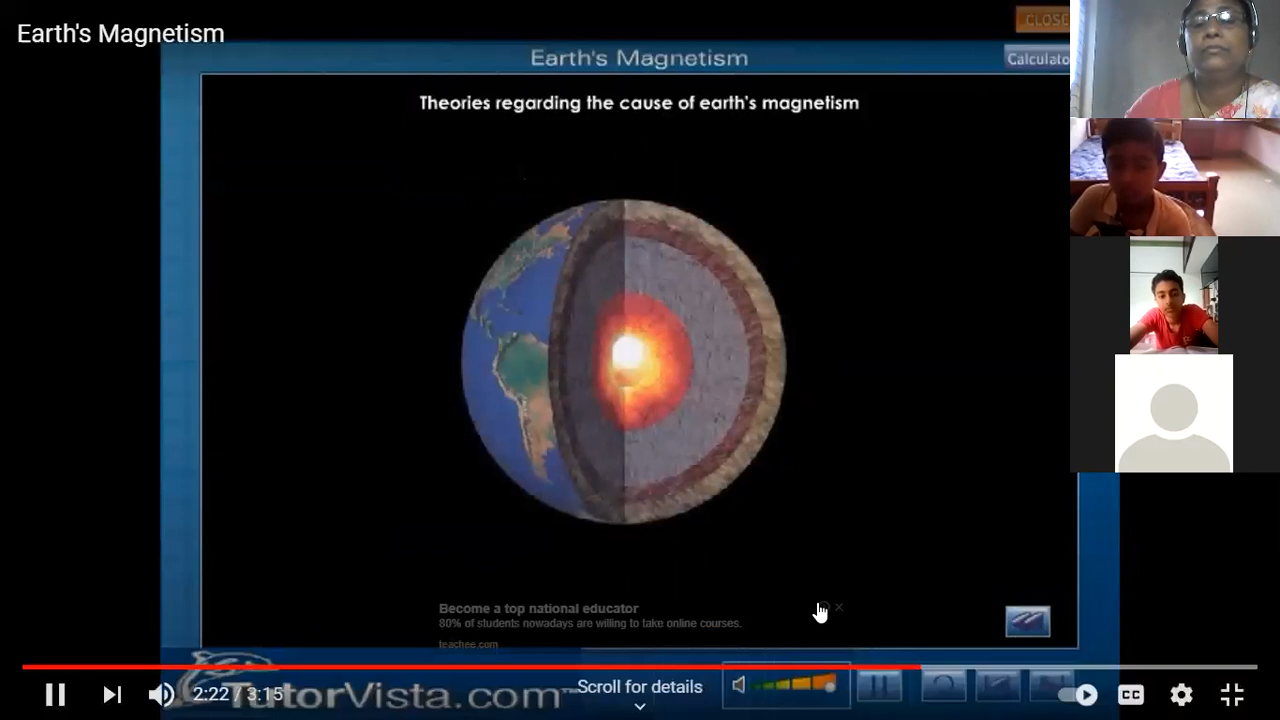 Earth's Magnetism
CLOSE
Earth's Magnetism
Calculato
Theories regarding the cause of earth's magnetism
Become a top national educator
80% of students nowadays are willing to take online courses.
teachee.com
Scroll for details
2:22 / 3:15
TutorVista.com
CC